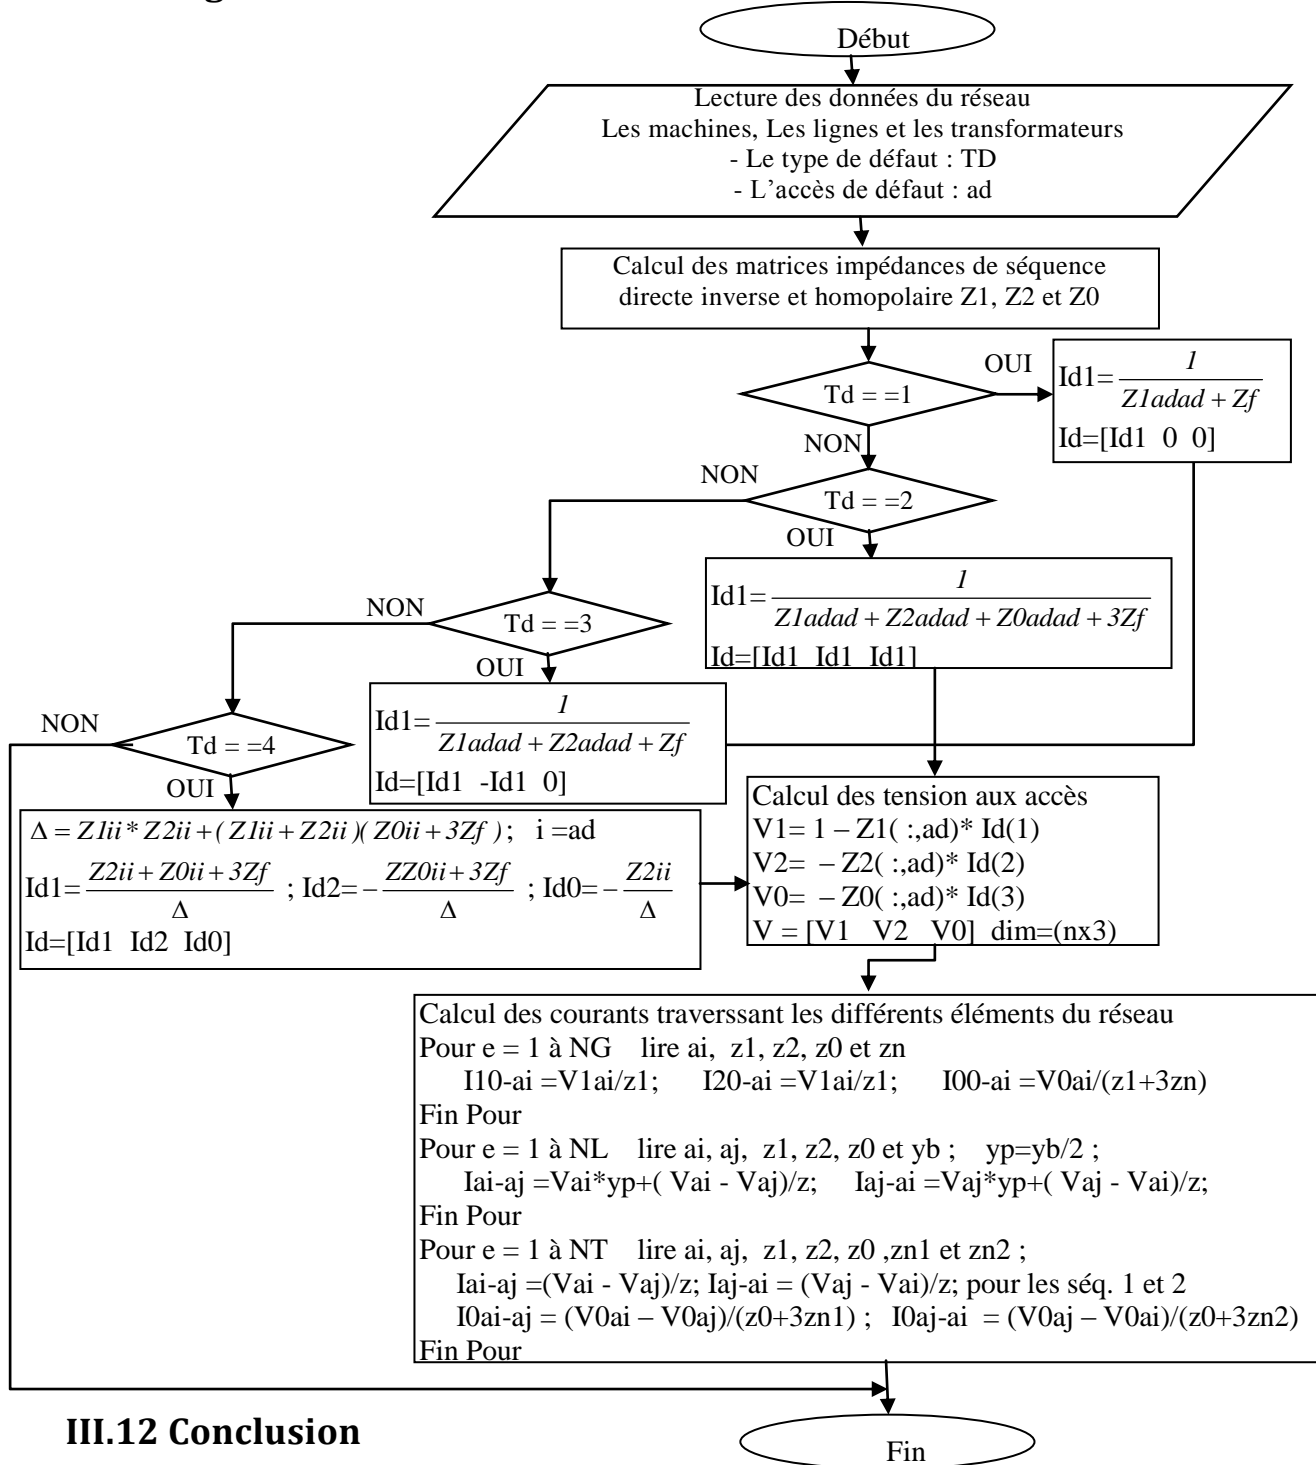 Début
Lecture des données du réseau
Les machines, Les lignes et les transformateurs
- Le type de défaut : TD
- L'accès de défaut : ad
Calcul des matrices impédances de séquence
directe inverse et homopolaire Z1, Z2 et Z0
Td = =1
OUI
Id1= 1 / (Z1adad + Zf)
Id=[Id1 0 0]
NON
Td = =2
NON
OUI
Id1= 1 / (Z1adad + Z2adad + Z0adad + 3Zf)
Id=[Id1 Id1 Id1]
Td = =3
NON
OUI
Id1= 1 / (Z1adad + Z2adad + Zf)
Id=[Id1 -Id1 0]
Td = =4
NON
OUI
Δ = Z1ii* Z2ii + ( Z1ii + Z2ii )( Z0ii + 3Zf ); i =ad
Id1= (Z2ii + Z0ii + 3Zf) / Δ ; Id2= − (ZZ0ii + 3Zf) / Δ ; Id0= − Z2ii / Δ
Id=[Id1 Id2 Id0]
Calcul des tension aux accès
V1= 1 – Z1( :,ad)* Id(1)
V2= – Z2( :,ad)* Id(2)
V0= – Z0( :,ad)* Id(3)
V = [V1 V2 V0] dim=(nx3)
Calcul des courants traverssant les différents éléments du réseau
Pour e = 1 à NG lire ai, z1, z2, z0 et zn
I10-ai =V1ai/z1; I20-ai =V1ai/z1; I00-ai =V0ai/(z1+3zn)
Fin Pour
Pour e = 1 à NL lire ai, aj, z1, z2, z0 et yb ; yp=yb/2 ;
Iai-aj =Vai*yp+( Vai - Vaj)/z; Iaj-ai =Vaj*yp+( Vaj - Vai)/z;
Fin Pour
Pour e = 1 à NT lire ai, aj, z1, z2, z0 ,zn1 et zn2 ;
Iai-aj =(Vai - Vaj)/z; Iaj-ai = (Vaj - Vai)/z; pour les séq. 1 et 2
I0ai-aj = (V0ai – V0aj)/(z0+3zn1) ; I0aj-ai = (V0aj – V0ai)/(z0+3zn2)
Fin Pour
III.12 Conclusion
Fin